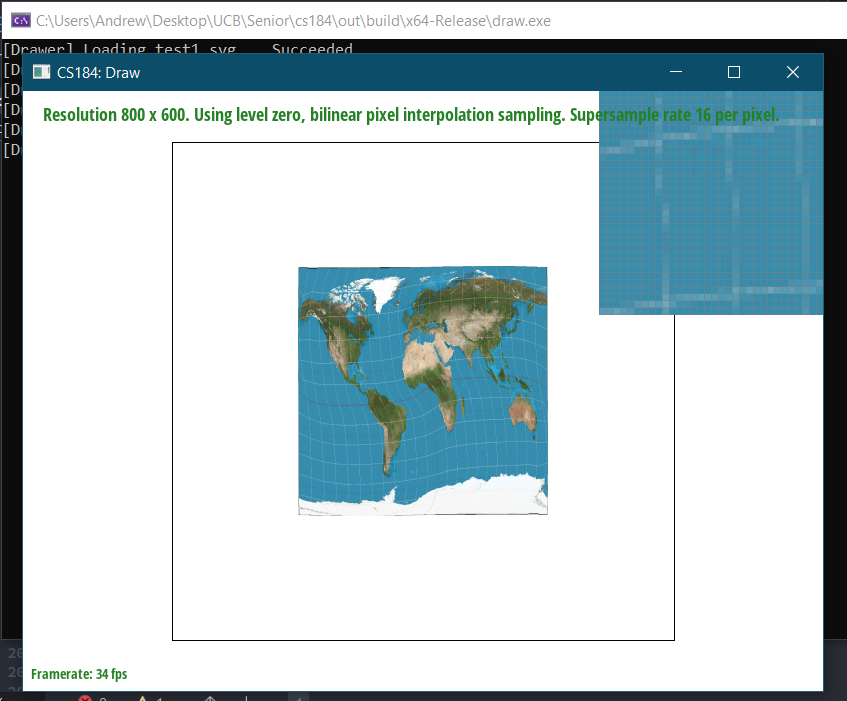 C:\Users\Andrew\Desktop\UCB\Senior\cs184\out\build\x64-Release\draw.exe
[Drawer] Loading test1.svg... Succeeded
CS184: Draw
Resolution 800 x 600. Using level zero, bilinear pixel interpolation sampling. Supersample rate 16 per pixel.
Framerate: 34 fps